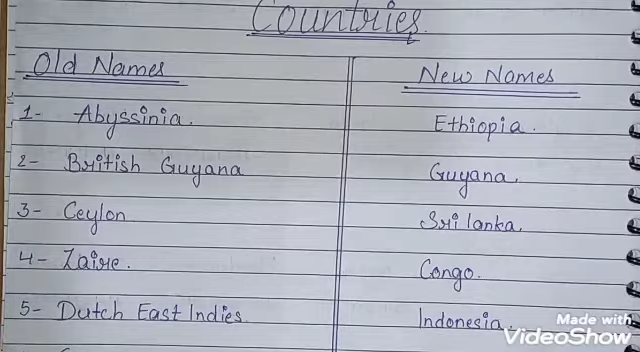 Countries.
Old Names
New Names
1- Abyssinia.
Ethiopia.
2- British Guyana
Guyana.
3- Ceylon
Sri lanka.
4- Zaire.
Congo.
5- Dutch East Indies.
Indonesia.
Made with
VideoShow